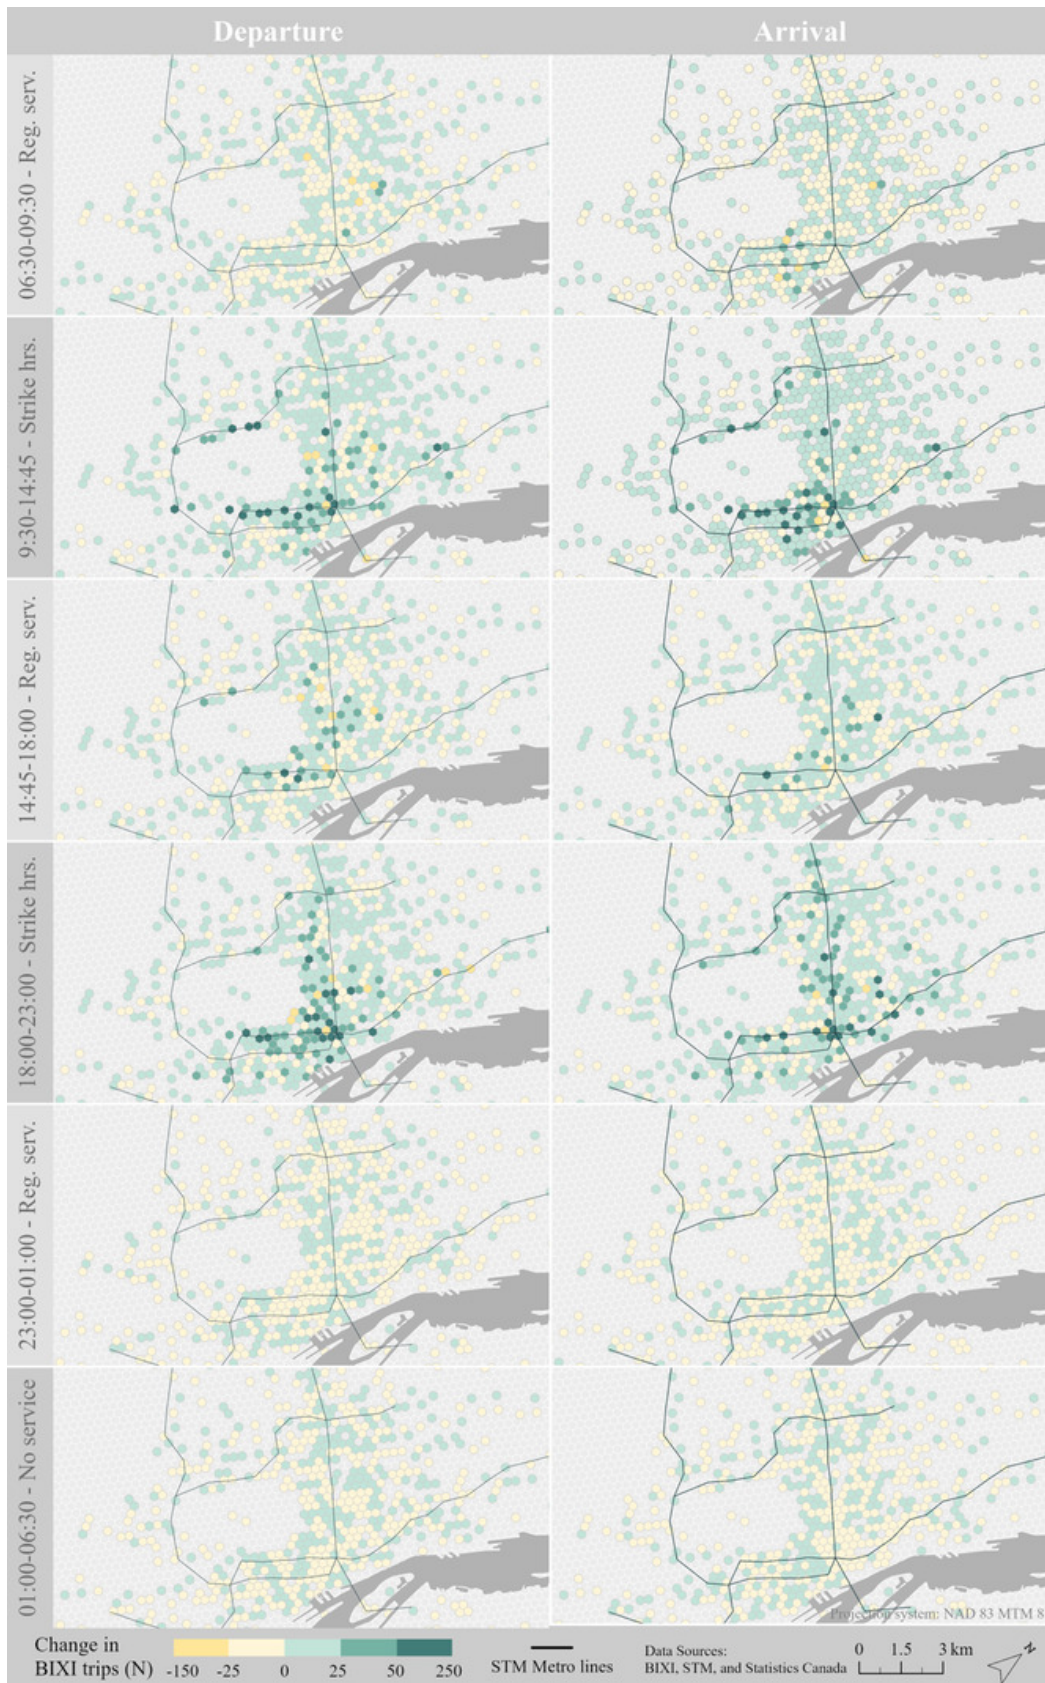 Departure Arrival
06:30-09:30 - Reg. serv.
9:30-14:45 - Strike hrs.
14:45-18:00 - Reg. serv.
18:00-23:00 - Strike hrs.
23:00-01:00 - Reg. serv.
01:00-06:30 - No service
Projection system: NAD 83 MTM 8
Change in
BIXI trips (N)
-150 -25 0 25 50 250
STM Metro lines
Data Sources:
BIXI, STM, and Statistics Canada
0 1.5 3 km
N